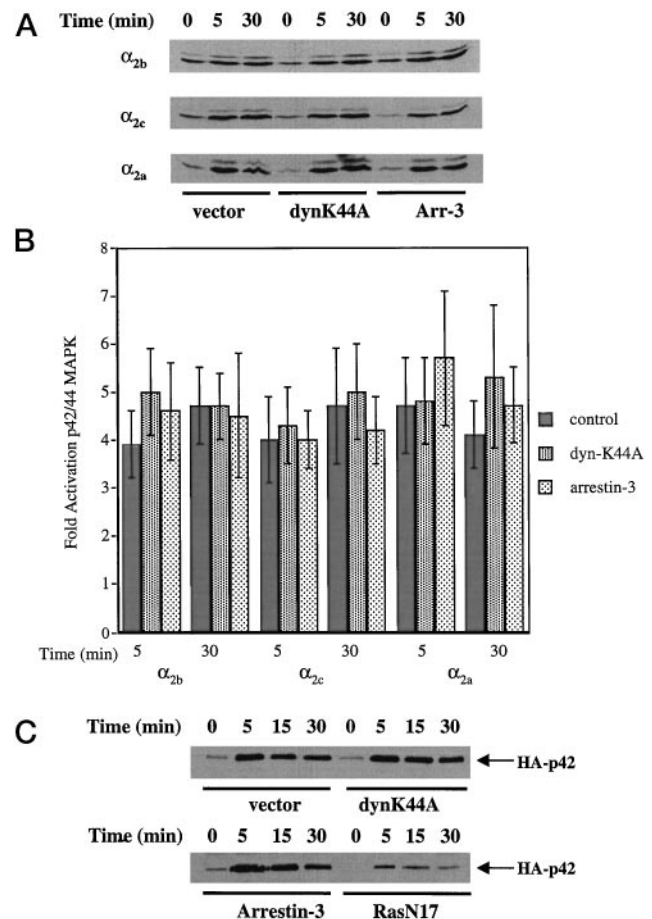 A
Time (min) 0 5 30 0 5 30 0 5 30
α2b
α2c
α2a
vector dynK44A Arr-3
B
Fold Activation p42/44 MAPK
8
7
6
5
4
3
2
1
0
control
dyn-K44A
arrestin-3
Time (min) 5 30 5 30 5 30
α2b α2c α2a
C
Time (min) 0 5 15 30 0 5 15 30
HA-p42
vector dynK44A
Time (min) 0 5 15 30 0 5 15 30
HA-p42
Arrestin-3 RasN17